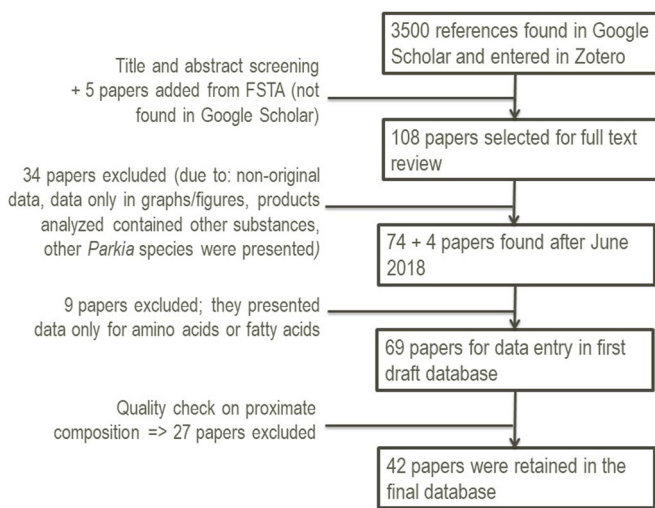 3500 references found in Google
Scholar and entered in Zotero
Title and abstract screening
+ 5 papers added from FSTA (not
found in Google Scholar)
108 papers selected for full text
review
34 papers excluded (due to: non-original
data, data only in graphs/figures, products
analyzed contained other substances,
other Parkia species were presented)
74 + 4 papers found after June
2018
9 papers excluded; they presented
data only for amino acids or fatty acids
69 papers for data entry in first
draft database
Quality check on proximate
composition => 27 papers excluded
42 papers were retained in the
final database